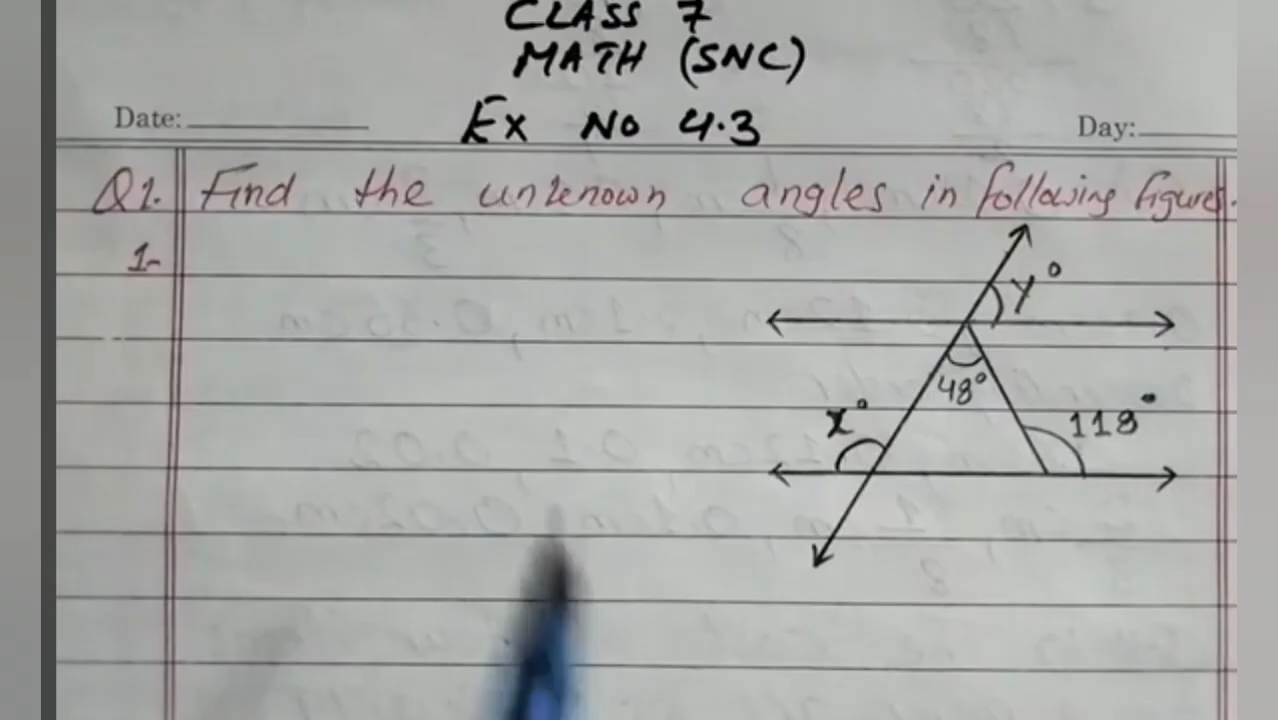 CLASS 7
MATH (SNC)
Date:
Ex No 4.3
Day:
Q1. Find the unknown angles in following figures.
1-
y°
48°
x°
118°